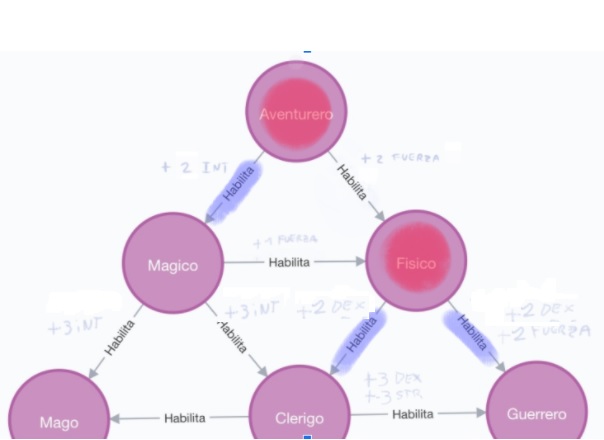 Aventurero
+ 2 INT
Habilita
Habilita
+ 2 FUERZA
Magico
+1 FUERZA
Habilita
Fisico
+3 iNT
Habilita
Habilita
+3 iNT
+2 DEX
Habilita
Habilita
+2 DEX
+2 FUERZA
+3 DEX
+-3 STR
Mago
Habilita
Clerigo
Habilita
Guerrero